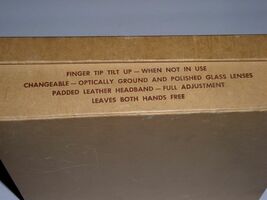 FINGER TIP TILT UP — WHEN NOT IN USE
CHANGEABLE — OPTICALLY GROUND AND POLISHED GLASS LENSES
PADDED LEATHER HEADBAND — FULL ADJUSTMENT
LEAVES BOTH HANDS FREE